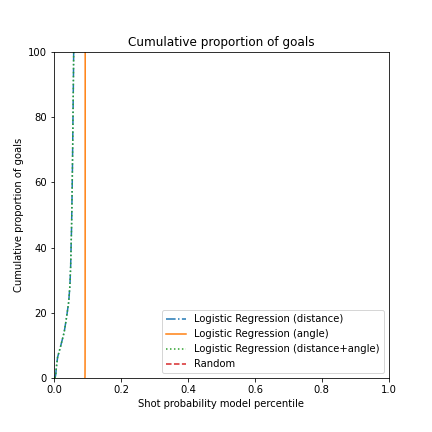 Cumulative proportion of goals
100
80
60
40
20
0
Cumulative proportion of goals
0.0 0.2 0.4 0.6 0.8 1.0
Shot probability model percentile
Logistic Regression (distance)
Logistic Regression (angle)
Logistic Regression (distance+angle)
Random